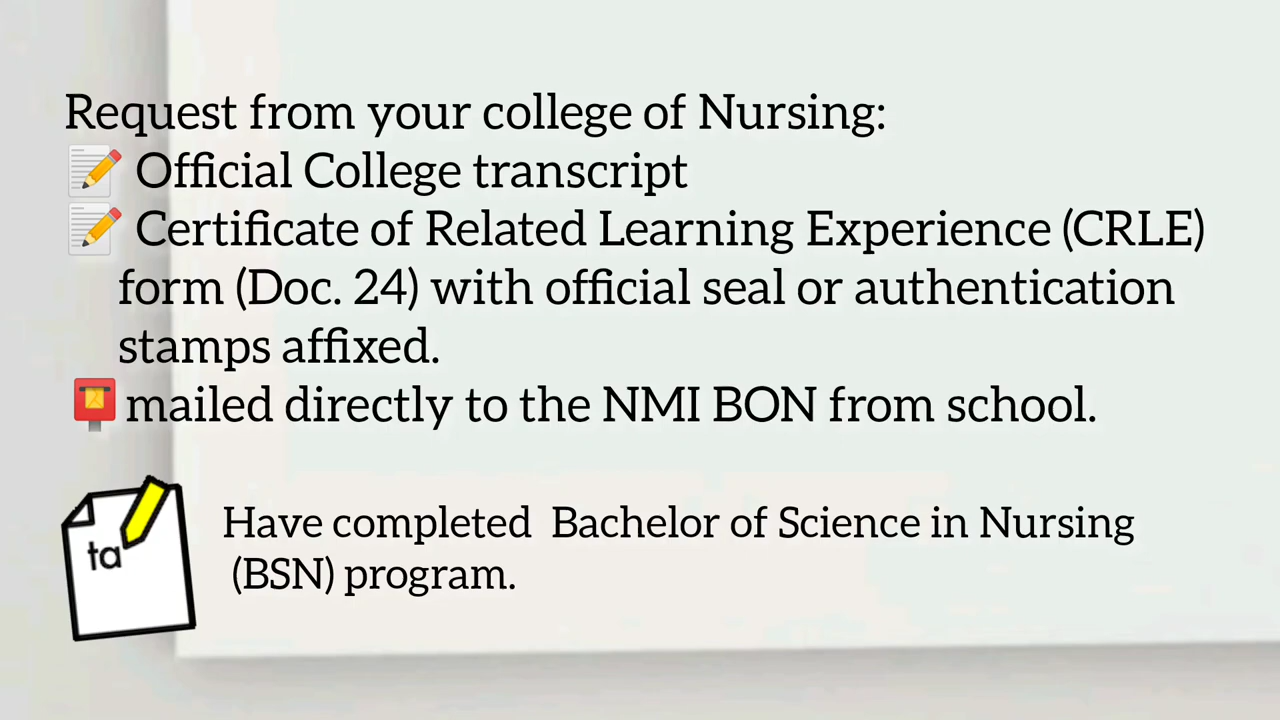 Request from your college of Nursing:
📝 Official College transcript
📝 Certificate of Related Learning Experience (CRLE)
form (Doc. 24) with official seal or authentication
stamps affixed.
📮 mailed directly to the NMI BON from school.
ta
Have completed Bachelor of Science in Nursing
(BSN) program.